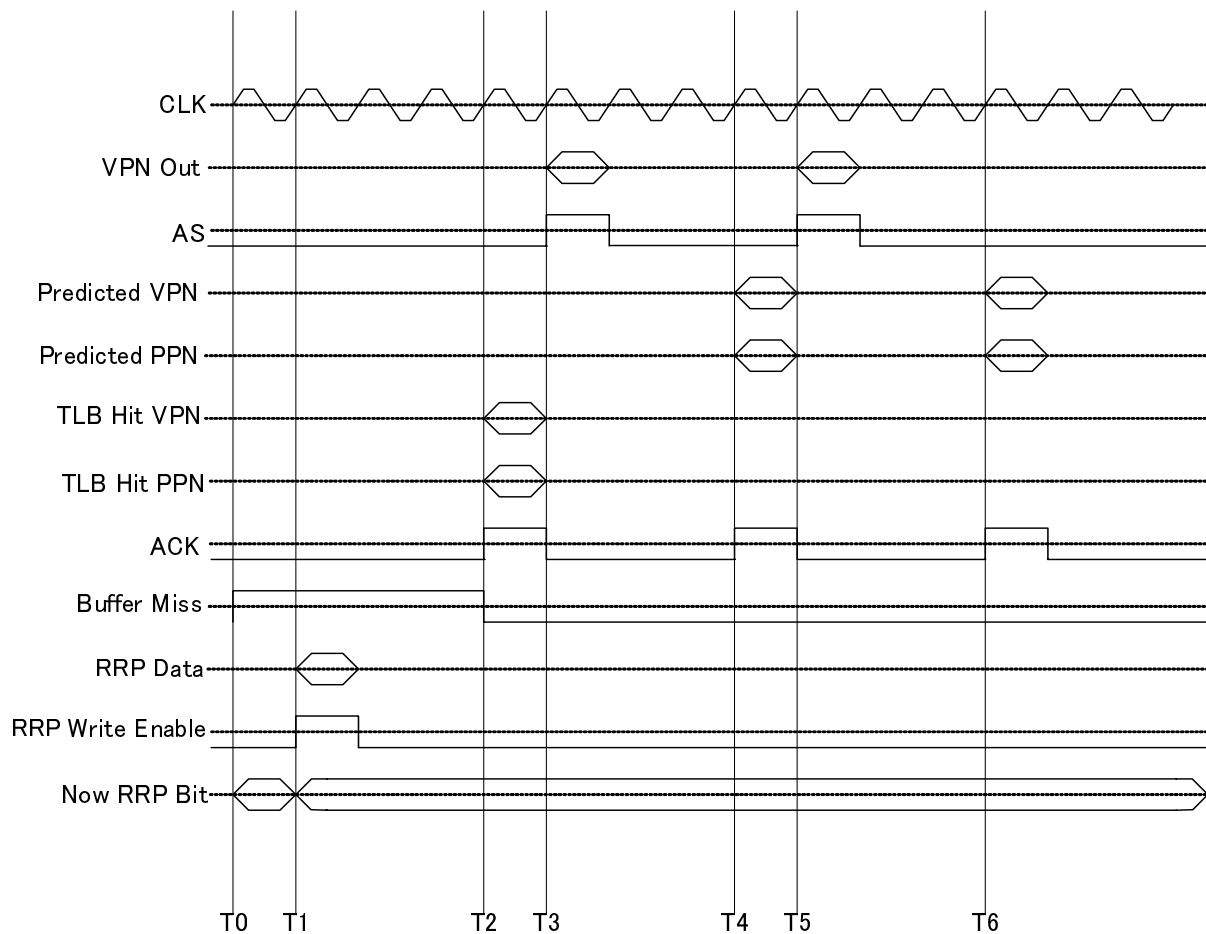 CLK
VPN Out
AS
Predicted VPN
Predicted PPN
TLB Hit VPN
TLB Hit PPN
ACK
Buffer Miss
RRP Data
RRP Write Enable
Now RRP Bit
T0 T1 T2 T3 T4 T5 T6